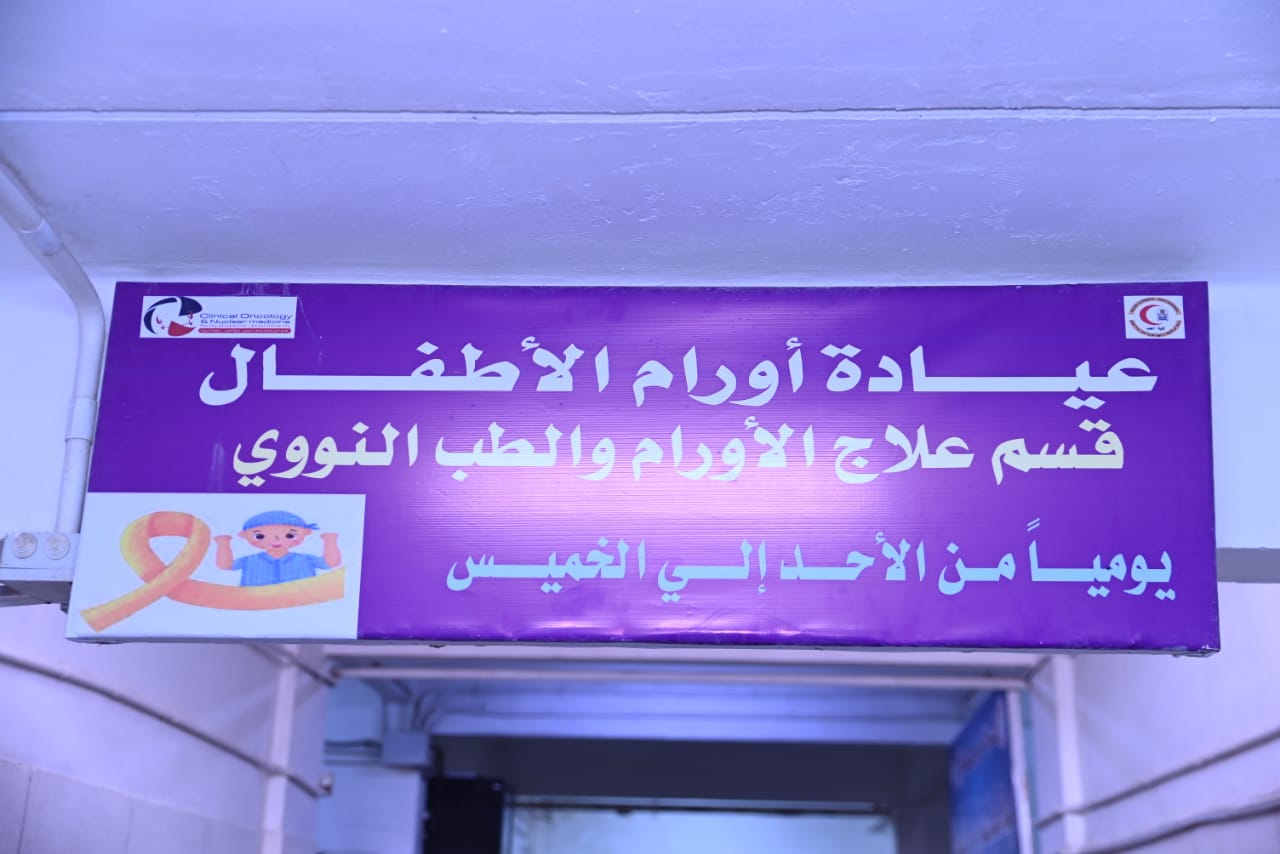 Clinical Oncology
& Nuclear medicine
عيادة أورام الأطفال
قسم علاج الأورام والطب النووي
يومياً من الأحد إلي الخميس